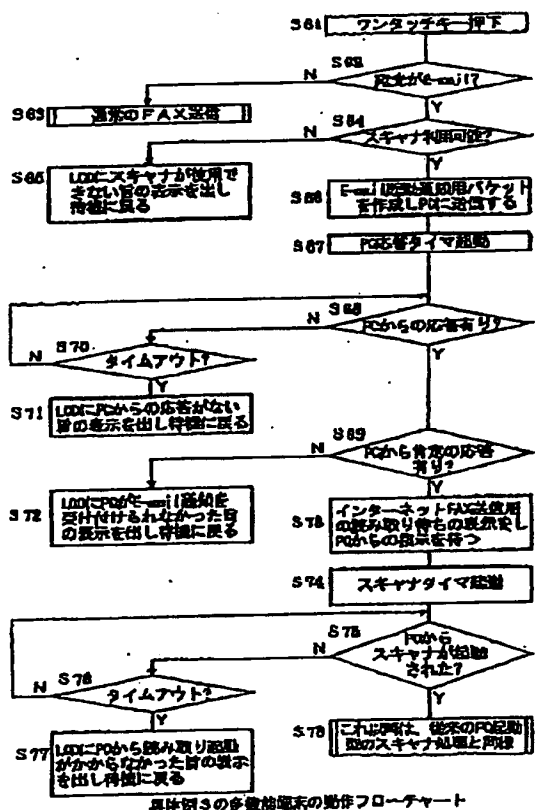 S61
ワンタッチキー押下
S62
宛先がE-mail?
N
Y
S63
通常のFAX送信
S64
スキャナ利用可能?
N
Y
S65
LCDにスキャナが使用で
きない旨の表示を出し
待機に戻る
S66
E-mail起動通知用パケット
を作成しPCに送信する
S67
PC応答タイマ起動
S68
PCからの応答有り?
N
Y
S70
タイムアウト?
N
Y
S71
LCDにPCからの応答がない
旨の表示を出し待機に戻る
S69
PCから肯定の応答
有り?
N
Y
S72
LCDにPCがE-mail通知を
受け付けられなかった旨
の表示を出し待機に戻る
S73
インターネットFAX送信用
の読み取り待ちの表示をし
PCからの指示を待つ
S74
スキャナタイマ起動
S75
PCから
スキャナが起動
された?
N
Y
S76
タイムアウト?
N
Y
S77
LCDにPCから読み取り起動
がかからなかった旨の表示
を出し待機に戻る
S78
これ以降は、従来のPC起動
型のスキャナ処理と同様
具体例3の多機能端末の動作フローチャート